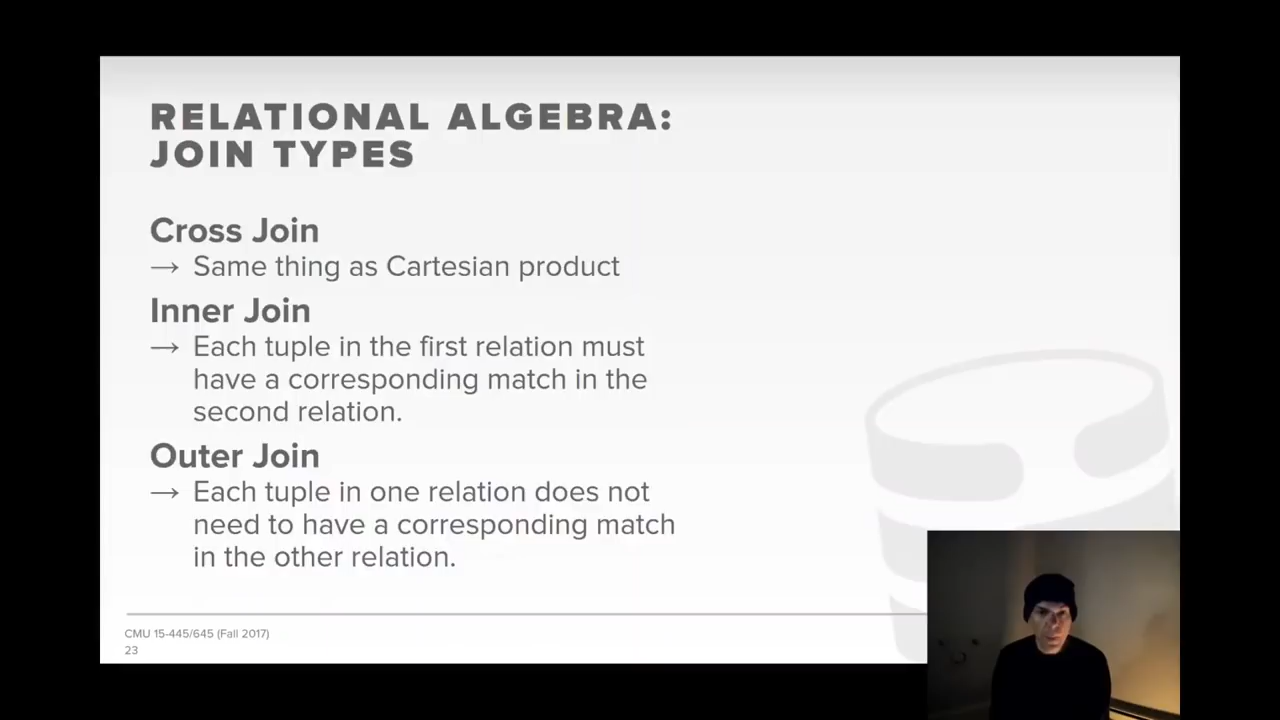 RELATIONAL ALGEBRA:
JOIN TYPES
Cross Join
→ Same thing as Cartesian product
Inner Join
→ Each tuple in the first relation must
have a corresponding match in the
second relation.
Outer Join
→ Each tuple in one relation does not
need to have a corresponding match
in the other relation.
CMU 15-445/645 (Fall 2017)
23